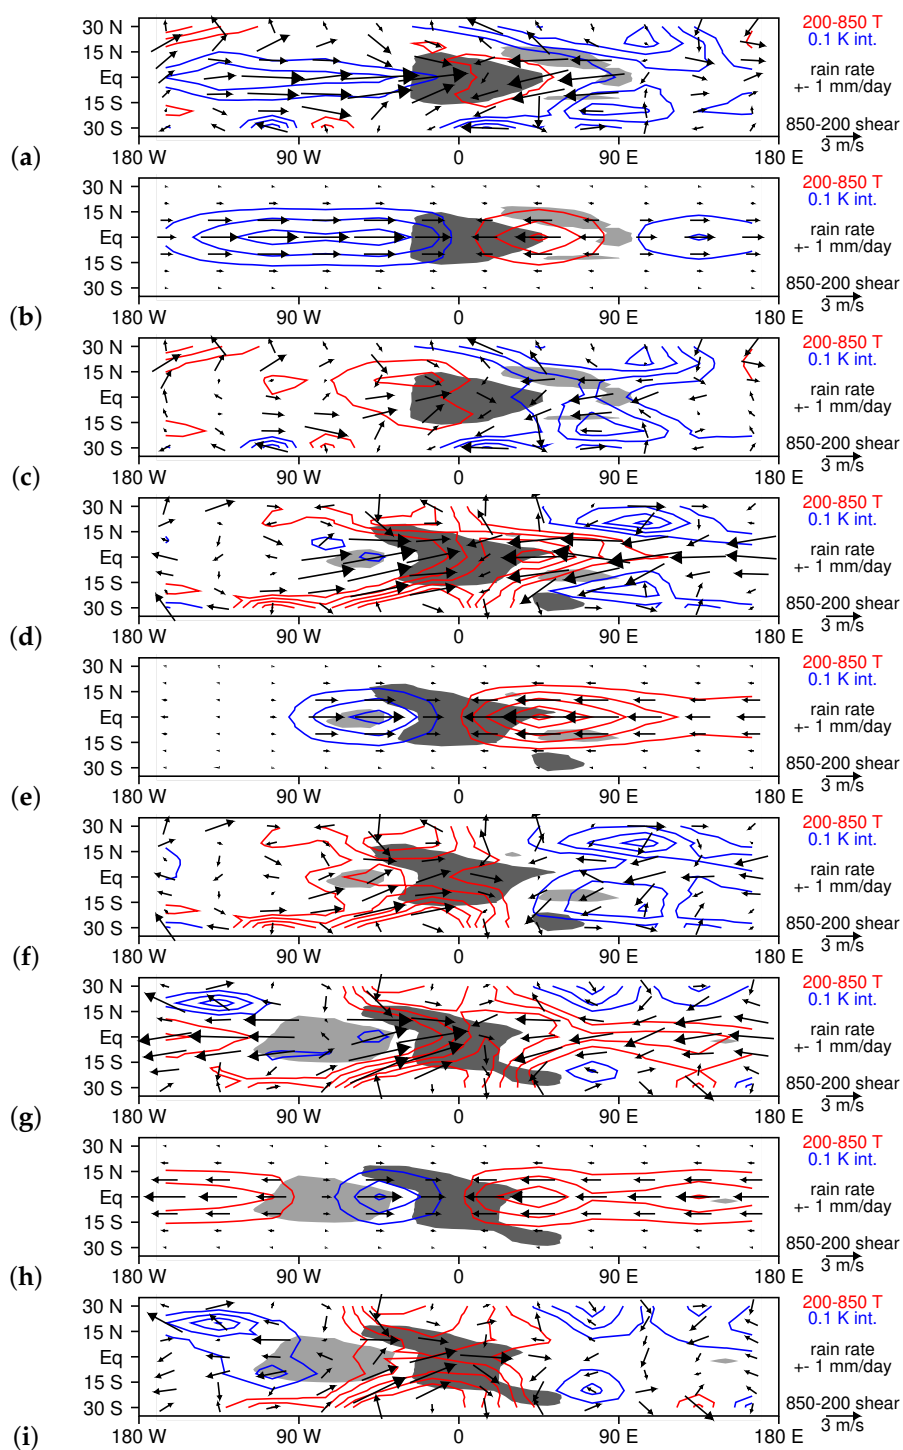 30 N
15 N
Eq
15 S
30 S
180 W 90 W 0 90 E 180 E
200-850 T
0.1 K int.
rain rate
+- 1 mm/day
850-200 shear
3 m/s
(a)
30 N
15 N
Eq
15 S
30 S
180 W 90 W 0 90 E 180 E
200-850 T
0.1 K int.
rain rate
+- 1 mm/day
850-200 shear
3 m/s
(b)
30 N
15 N
Eq
15 S
30 S
180 W 90 W 0 90 E 180 E
200-850 T
0.1 K int.
rain rate
+- 1 mm/day
850-200 shear
3 m/s
(c)
30 N
15 N
Eq
15 S
30 S
180 W 90 W 0 90 E 180 E
200-850 T
0.1 K int.
rain rate
+- 1 mm/day
850-200 shear
3 m/s
(d)
30 N
15 N
Eq
15 S
30 S
180 W 90 W 0 90 E 180 E
200-850 T
0.1 K int.
rain rate
+- 1 mm/day
850-200 shear
3 m/s
(e)
30 N
15 N
Eq
15 S
30 S
180 W 90 W 0 90 E 180 E
200-850 T
0.1 K int.
rain rate
+- 1 mm/day
850-200 shear
3 m/s
(f)
30 N
15 N
Eq
15 S
30 S
180 W 90 W 0 90 E 180 E
200-850 T
0.1 K int.
rain rate
+- 1 mm/day
850-200 shear
3 m/s
(g)
30 N
15 N
Eq
15 S
30 S
180 W 90 W 0 90 E 180 E
200-850 T
0.1 K int.
rain rate
+- 1 mm/day
850-200 shear
3 m/s
(h)
30 N
15 N
Eq
15 S
30 S
180 W 90 W 0 90 E 180 E
200-850 T
0.1 K int.
rain rate
+- 1 mm/day
850-200 shear
3 m/s
(i)